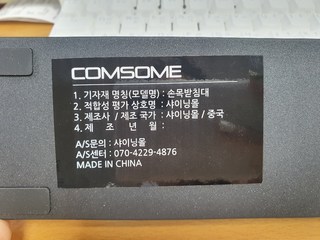 COMSOME
1. 기자재 명칭(모델명) : 손목받침대
2. 적합성 평가 상호명 : 샤이닝몰
3. 제조사 / 제조 국가 : 샤이닝몰 / 중국
4. 제 조 년 월 :
A/S문의 : 샤이닝몰
A/S센터 : 070-4229-4876
MADE IN CHINA